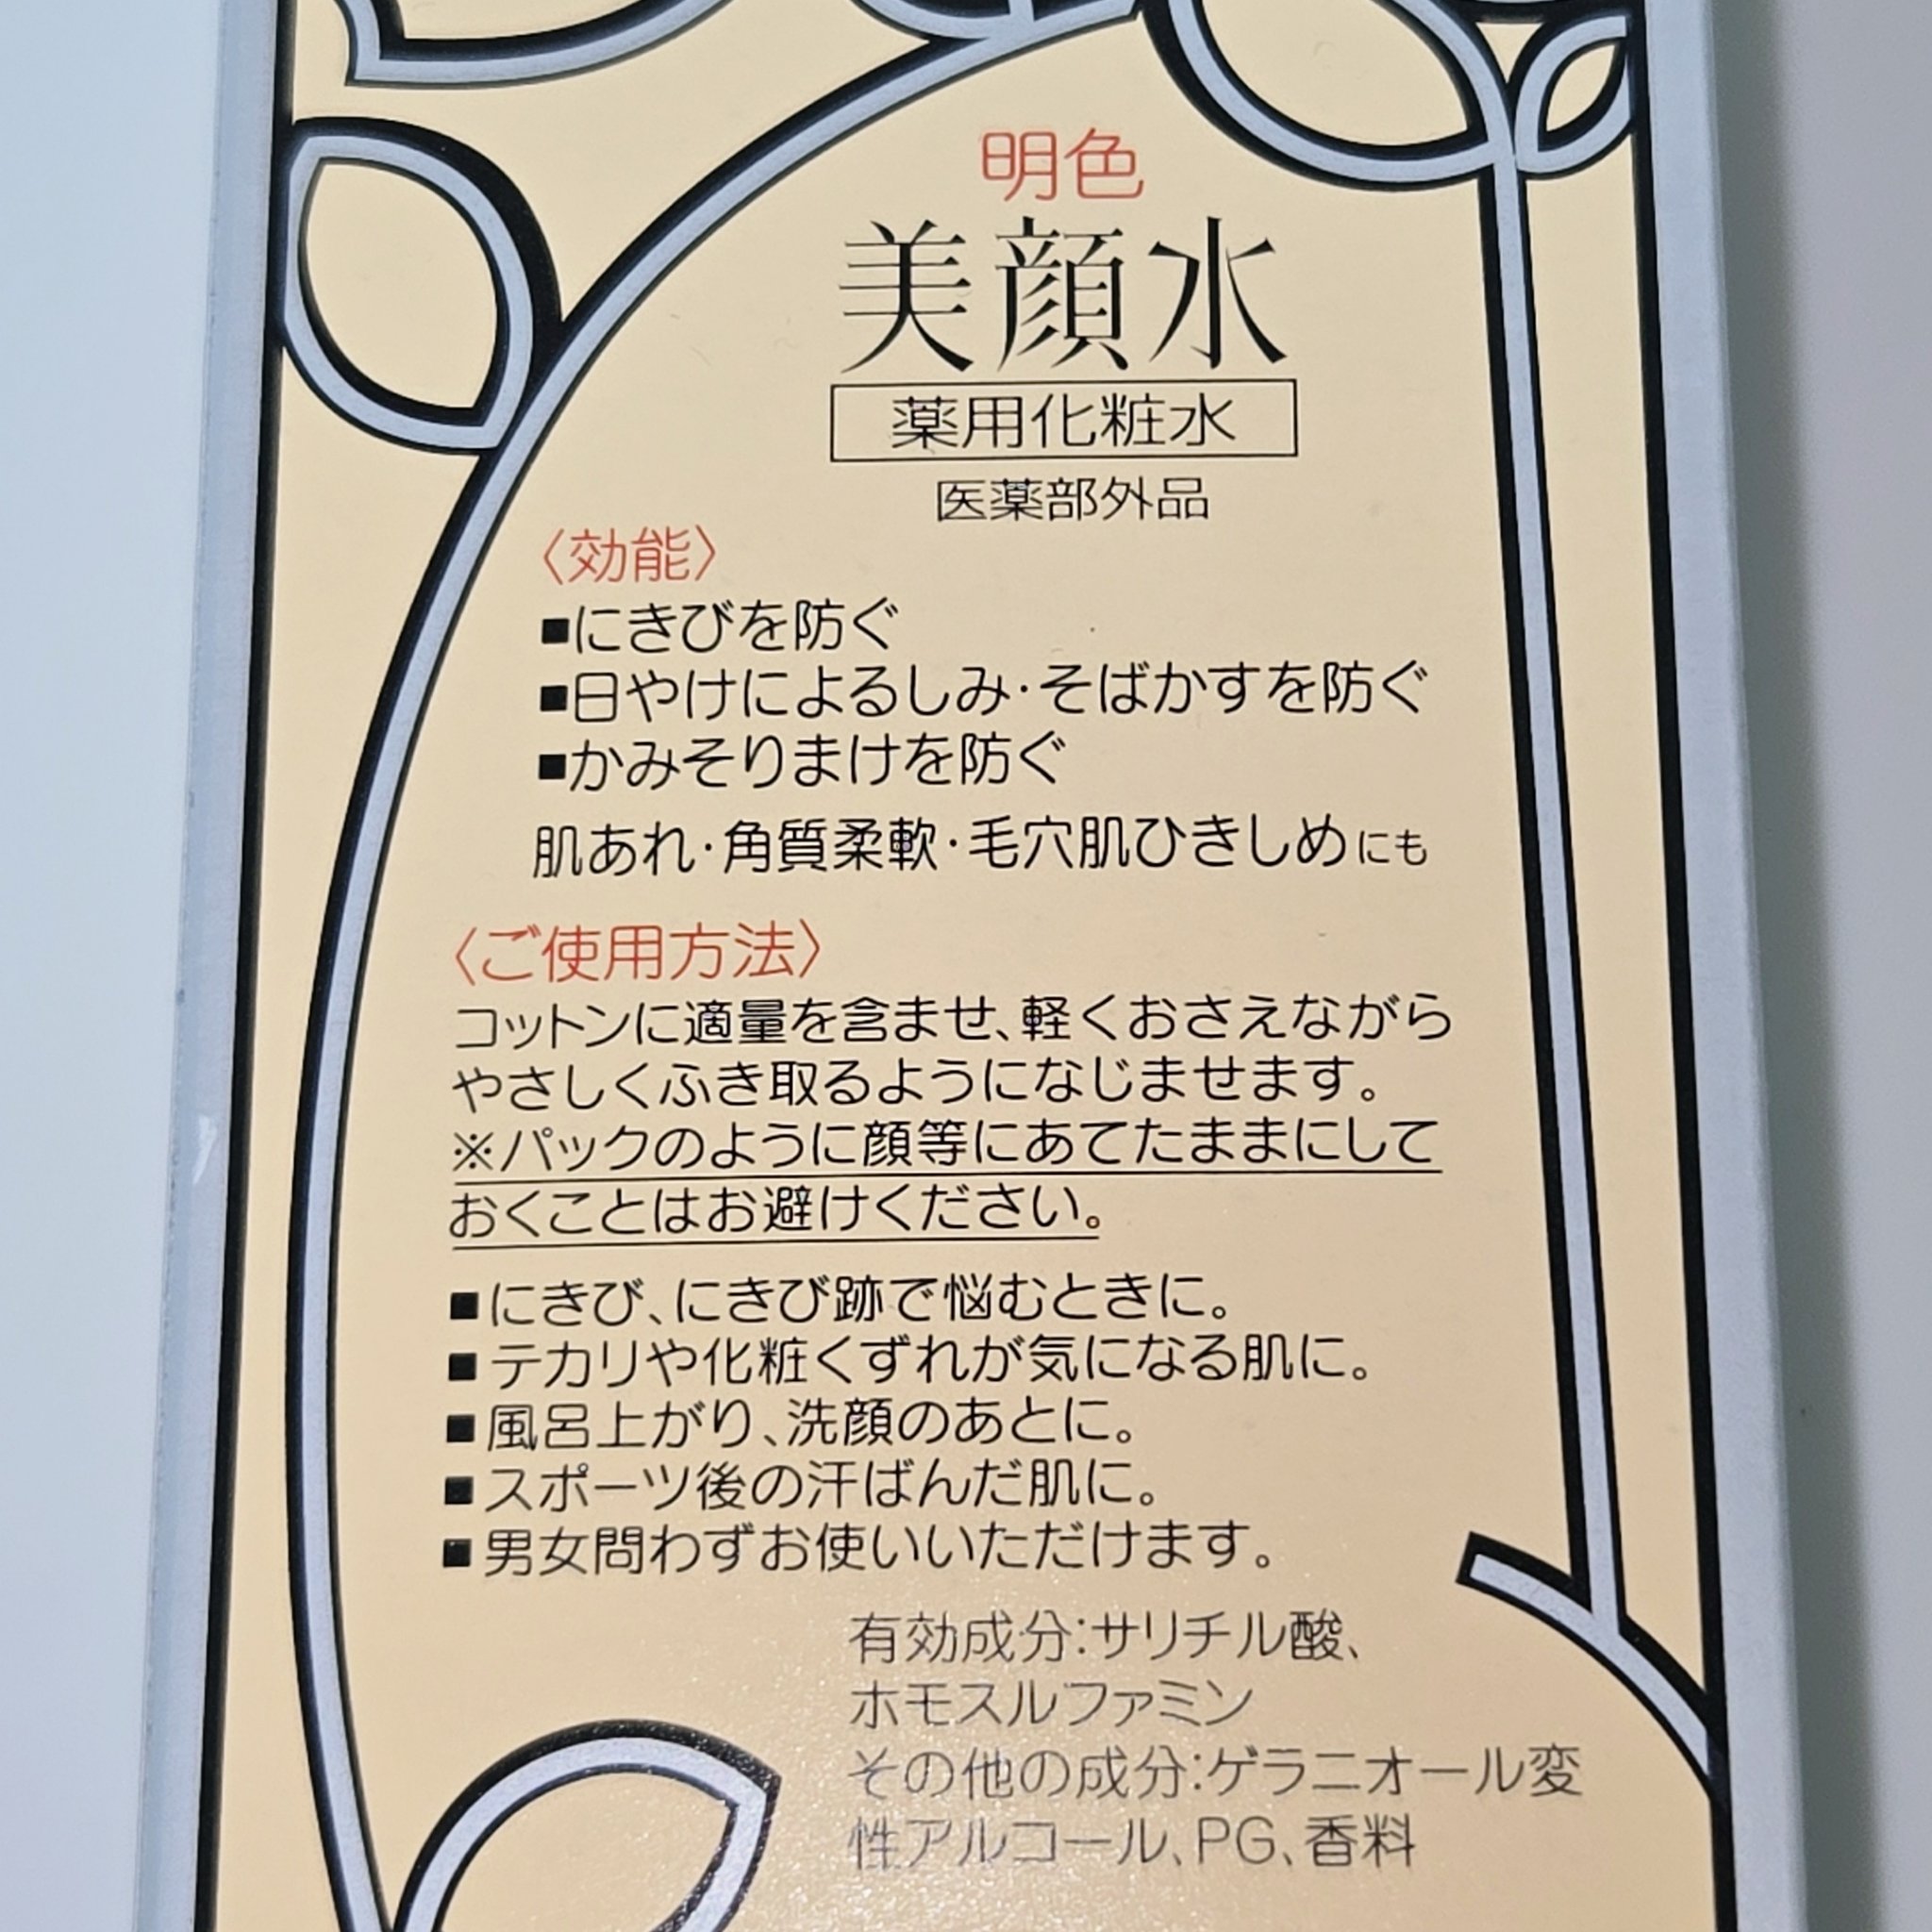 明色
美顔水
薬用化粧水
医薬部外品
〈効能〉
■にきびを防ぐ
■日やけによるしみ・そばかすを防ぐ
■かみそりまけを防ぐ
肌あれ・角質柔軟・毛穴肌ひきしめにも
〈ご使用方法〉
コットンに適量を含ませ、軽くおさえながら
やさしくふき取るようになじませます。
※パックのように顔等にあてたままにして
おくことはお避けください。
■にきび、にきび跡で悩むときに。
■テカリや化粧くずれが気になる肌に。
■風呂上がり、洗顔のあとに。
■スポーツ後の汗ばんだ肌に。
■男女問わずお使いいただけます。
有効成分:サリチル酸、
ホモスルファミン
その他の成分:ゲラニオール変
性アルコール、PG、香料